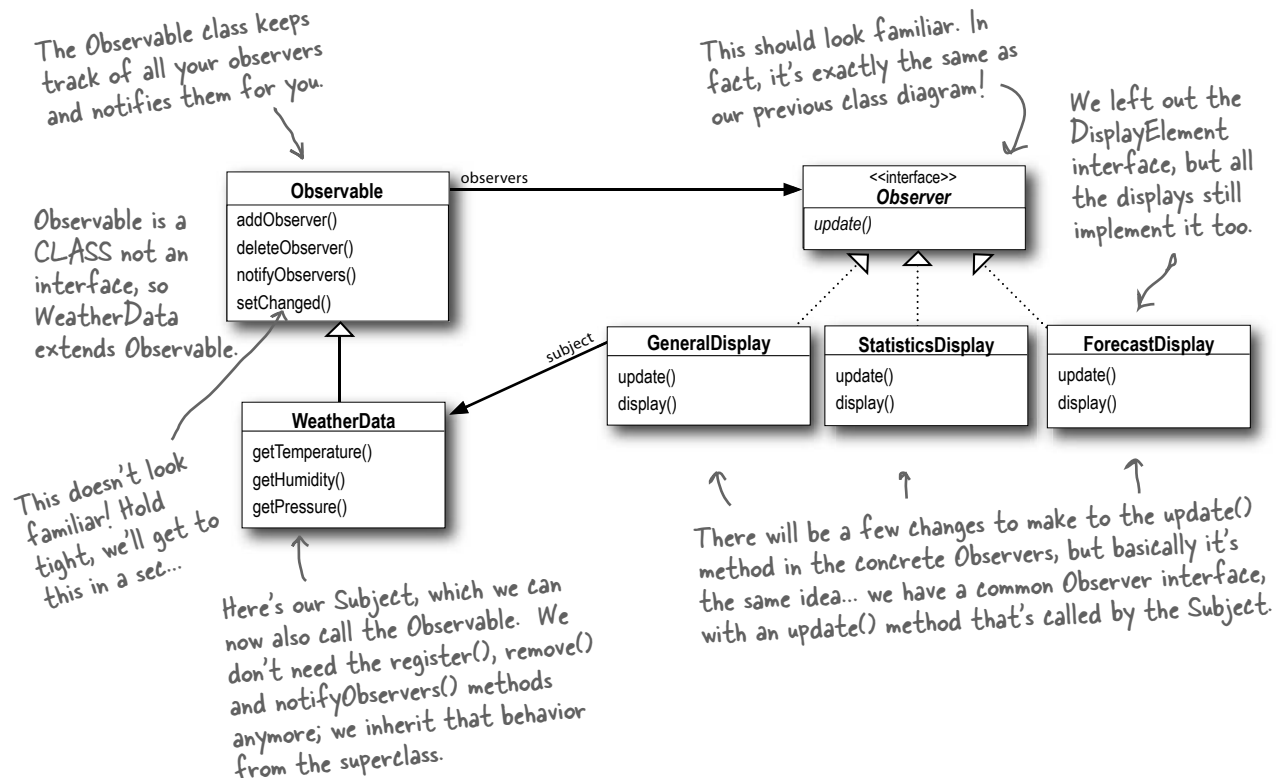 The Observable class keeps
track of all your observers
and notifies them for you.
This should look familiar. In
fact, it's exactly the same as
our previous class diagram!
We left out the
DisplayElement
interface, but all
the displays still
implement it too.
Observable is a
CLASS not an
interface, so
WeatherData
extends Observable.
Observable
addObserver()
deleteObserver()
notifyObservers()
setChanged()
observers
<<interface>>
Observer
update()
subject
GeneralDisplay
update()
display()
StatisticsDisplay
update()
display()
ForecastDisplay
update()
display()
WeatherData
getTemperature()
getHumidity()
getPressure()
This doesn't look
familiar! Hold
tight, we'll get to
this in a sec...
Here's our Subject, which we can
now also call the Observable. We
don't need the register(), remove()
and notifyObservers() methods
anymore; we inherit that behavior
from the superclass.
There will be a few changes to make to the update()
method in the concrete Observers, but basically it's
the same idea... we have a common Observer interface,
with an update() method that's called by the Subject.